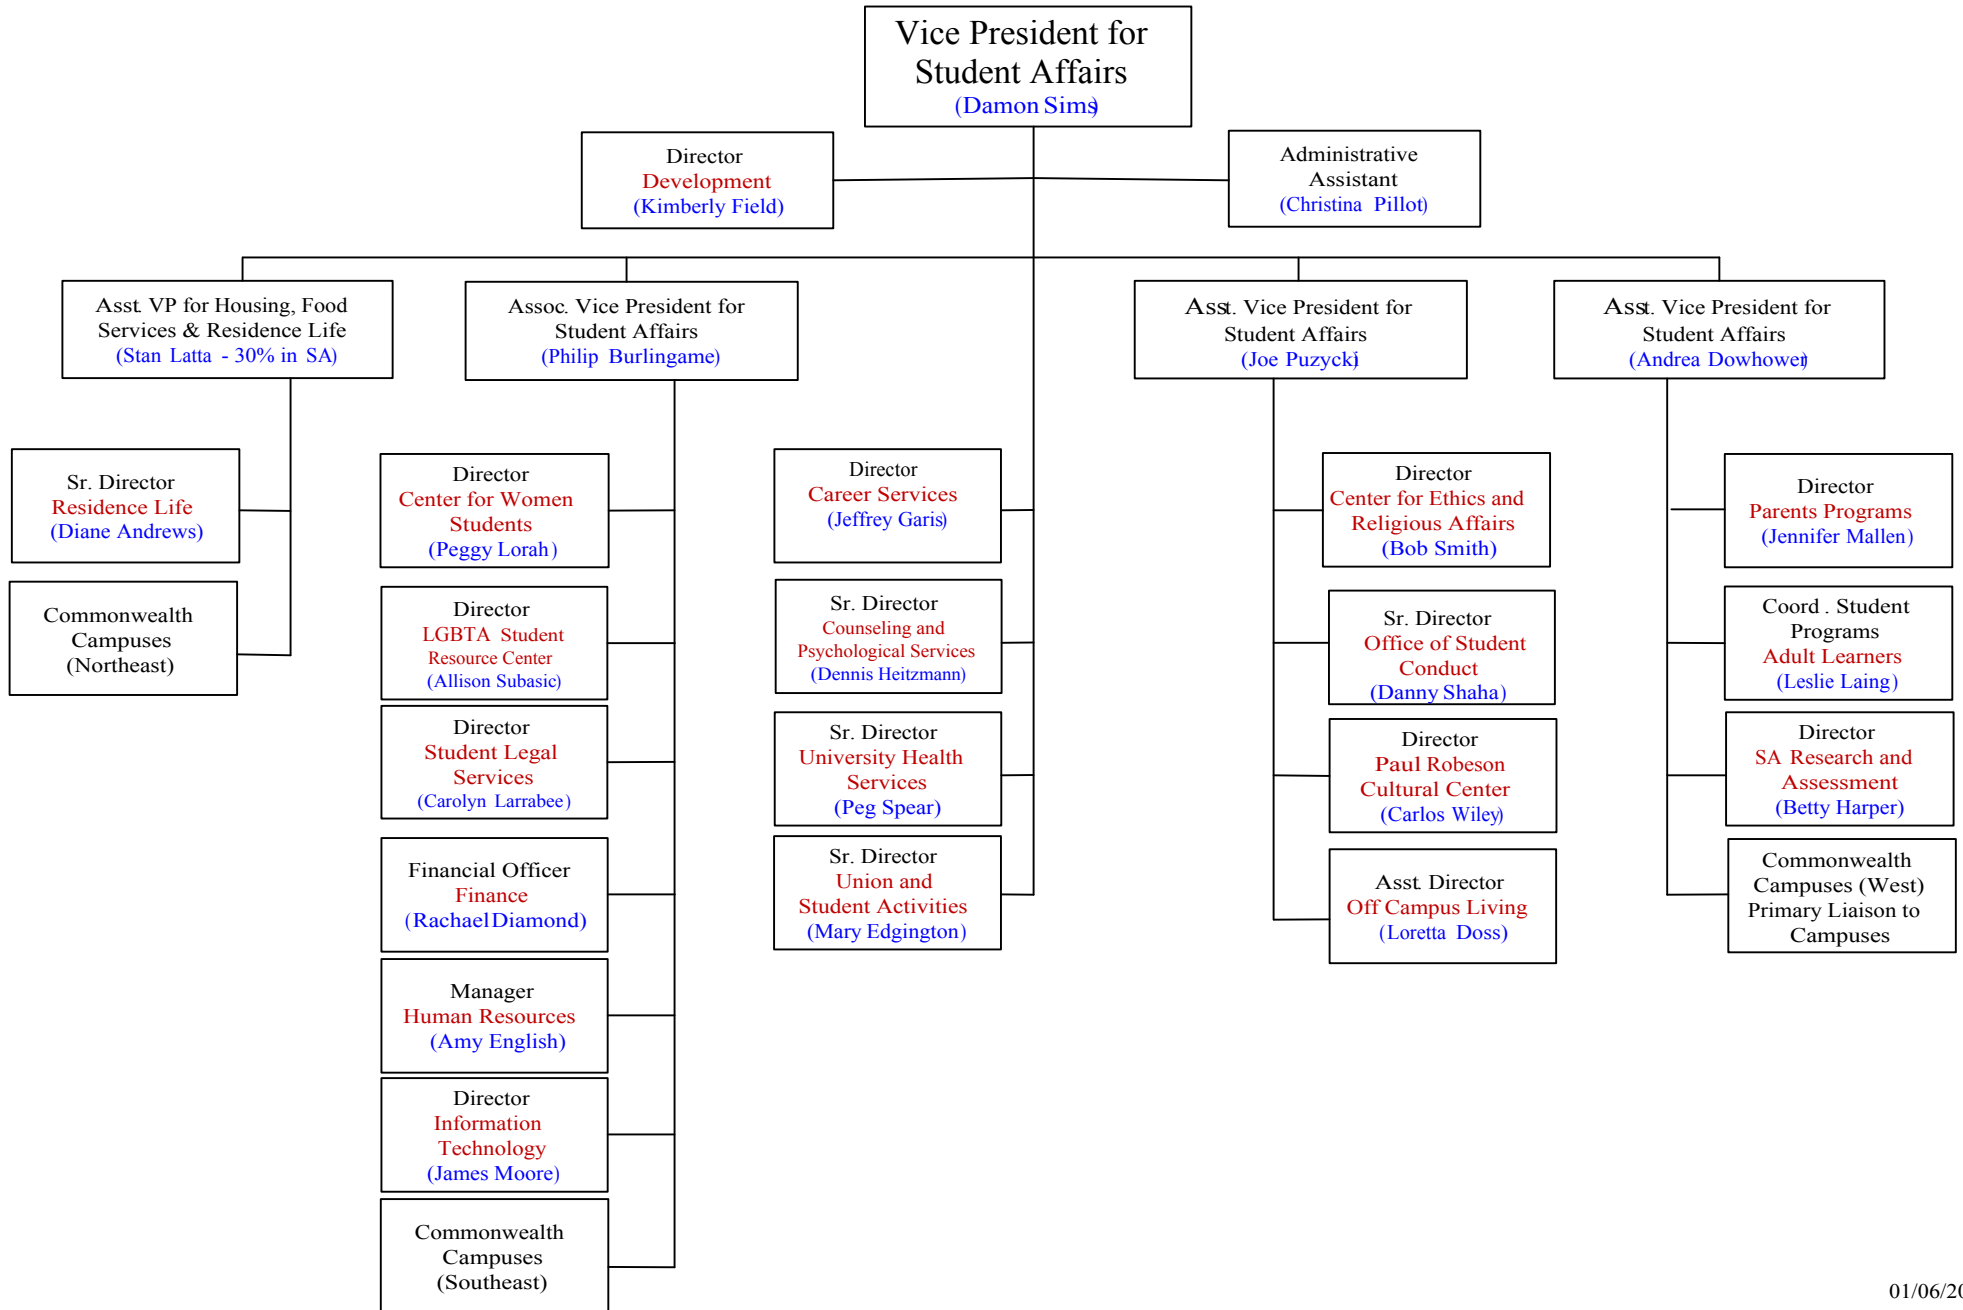 Vice President for
Student Affairs
(Damon Sims)
Director
Development
(Kimberly Field)
Administrative
Assistant
(Christina Pillot)
Asst. VP for Housing, Food
Services & Residence Life
(Stan Latta - 30% in SA)
Assoc. Vice President for
Student Affairs
(Philip Burlingame)
Asst. Vice President for
Student Affairs
(Joe Puzycki)
Asst. Vice President for
Student Affairs
(Andrea Dowhower)
Sr. Director
Residence Life
(Diane Andrews)
Commonwealth
Campuses
(Northeast)
Director
Center for Women
Students
(Peggy Lorah)
Director
LGBTA Student
Resource Center
(Allison Subasic)
Director
Student Legal
Services
(Carolyn Larrabee)
Financial Officer
Finance
(Rachael Diamond)
Manager
Human Resources
(Amy English)
Director
Information
Technology
(James Moore)
Commonwealth
Campuses
(Southeast)
Director
Career Services
(Jeffrey Garis)
Sr. Director
Counseling and
Psychological Services
(Dennis Heitzmann)
Sr. Director
University Health
Services
(Peg Spear)
Sr. Director
Union and
Student Activities
(Mary Edgington)
Director
Center for Ethics and
Religious Affairs
(Bob Smith)
Sr. Director
Office of Student
Conduct
(Danny Shaha)
Director
Paul Robeson
Cultural Center
(Carlos Wiley)
Asst. Director
Off Campus Living
(Loretta Doss)
Director
Parents Programs
(Jennifer Mallen)
Coord . Student
Programs
Adult Learners
(Leslie Laing)
Director
SA Research and
Assessment
(Betty Harper)
Commonwealth
Campuses (West)
Primary Liaison to
Campuses